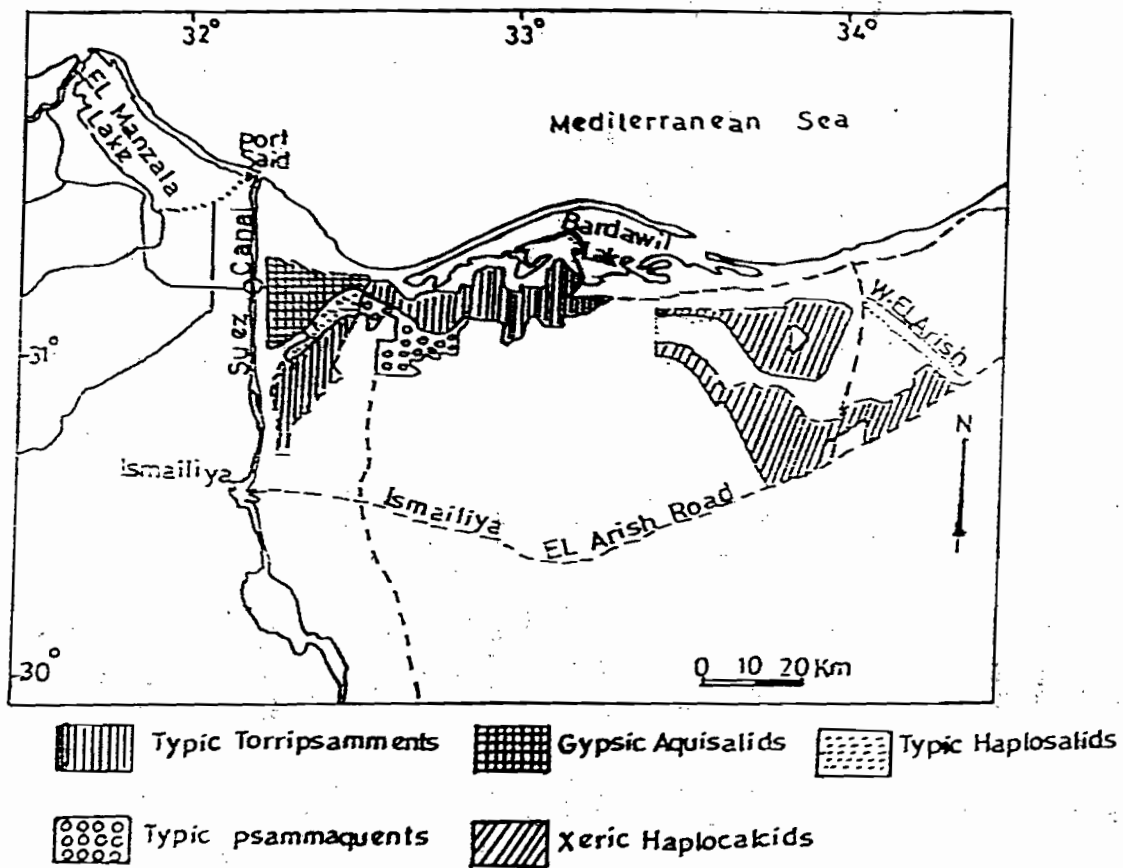 32° 33° 34°
EL Manzala
Lake
Port
Said
Mediterranean Sea
Bardawil
Lake
Suez Canal
W.EL Arish
31°
N
Ismailiya
Ismailiya EL Arish Road
30°
0 10 20 Km
Typic Torripsamments
Gypsic Aquisalids
Typic Haplosalids
Typic psammaquents
Xeric Haplocalcids